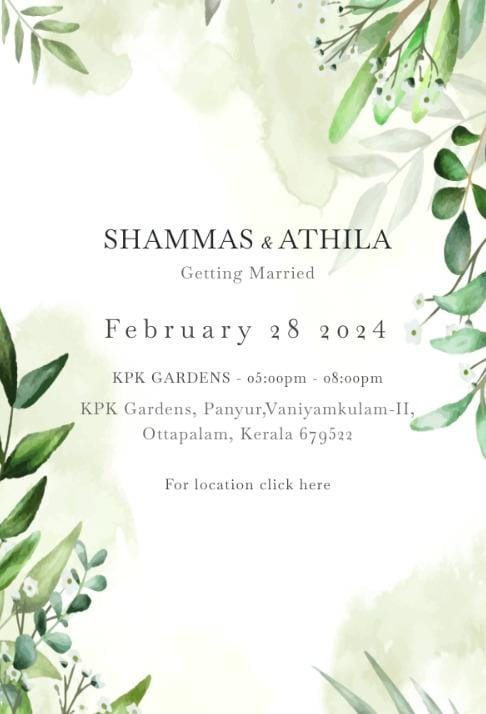 SHAMMAS & ATHILA
Getting Married
February 28 2024
KPK GARDENS - 05:00pm - 08:00pm
KPK Gardens, Panyur,Vaniyamkulam-II,
Ottapalam, Kerala 679522
For location click here